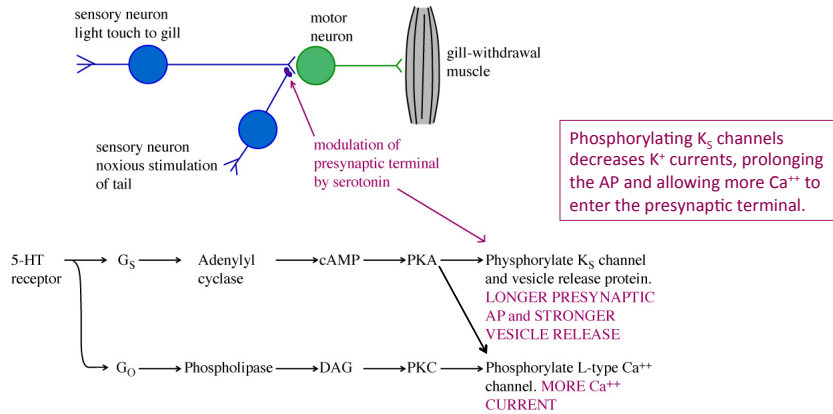 sensory neuron
light touch to gill
motor
neuron
gill-withdrawal
muscle
sensory neuron
noxious stimulation
of tail
modulation of
presynaptic terminal
by serotonin
Phosphorylating KS channels
decreases K+ currents, prolonging
the AP and allowing more Ca++ to
enter the presynaptic terminal.
5-HT
receptor
GS
Adenylyl
cyclase
cAMP
PKA
Physphorylate KS channel
and vesicle release protein.
LONGER PRESYNAPTIC
AP and STRONGER
VESICLE RELEASE
GO
Phospholipase
DAG
PKC
Phosphorylate L-type Ca++
channel. MORE Ca++
CURRENT